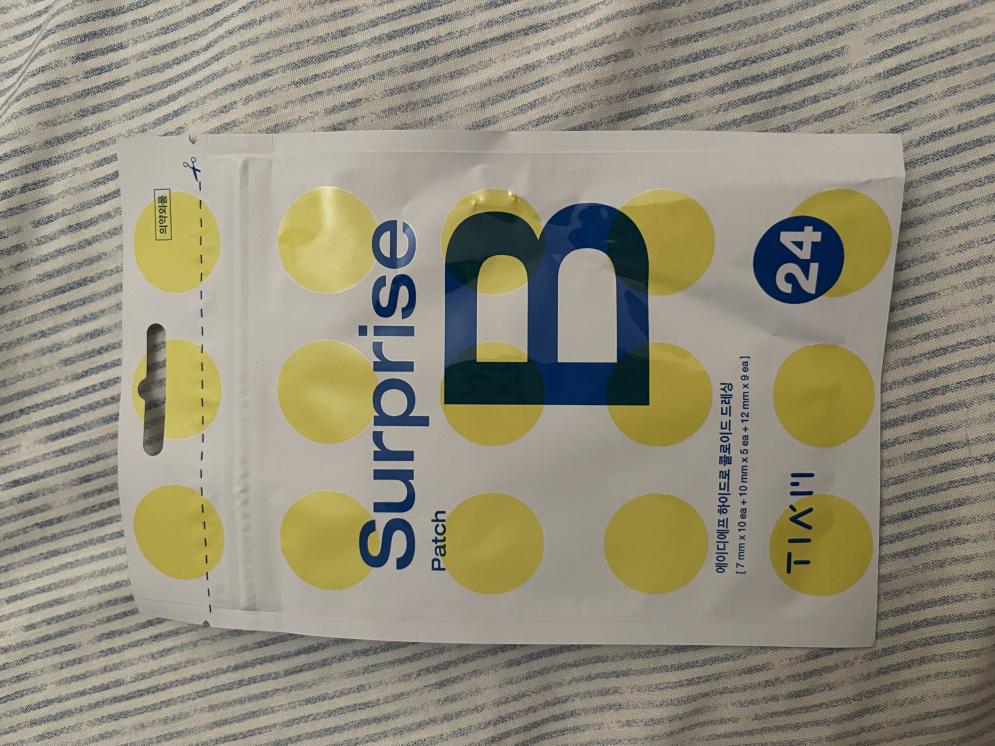 의약외품
Surprise
Patch
B
에이디에프 하이드로 콜로이드 드레싱
[ 7 mm x 10 ea + 10 mm x 5 ea + 12 mm x 9 ea ]
24
TIAM